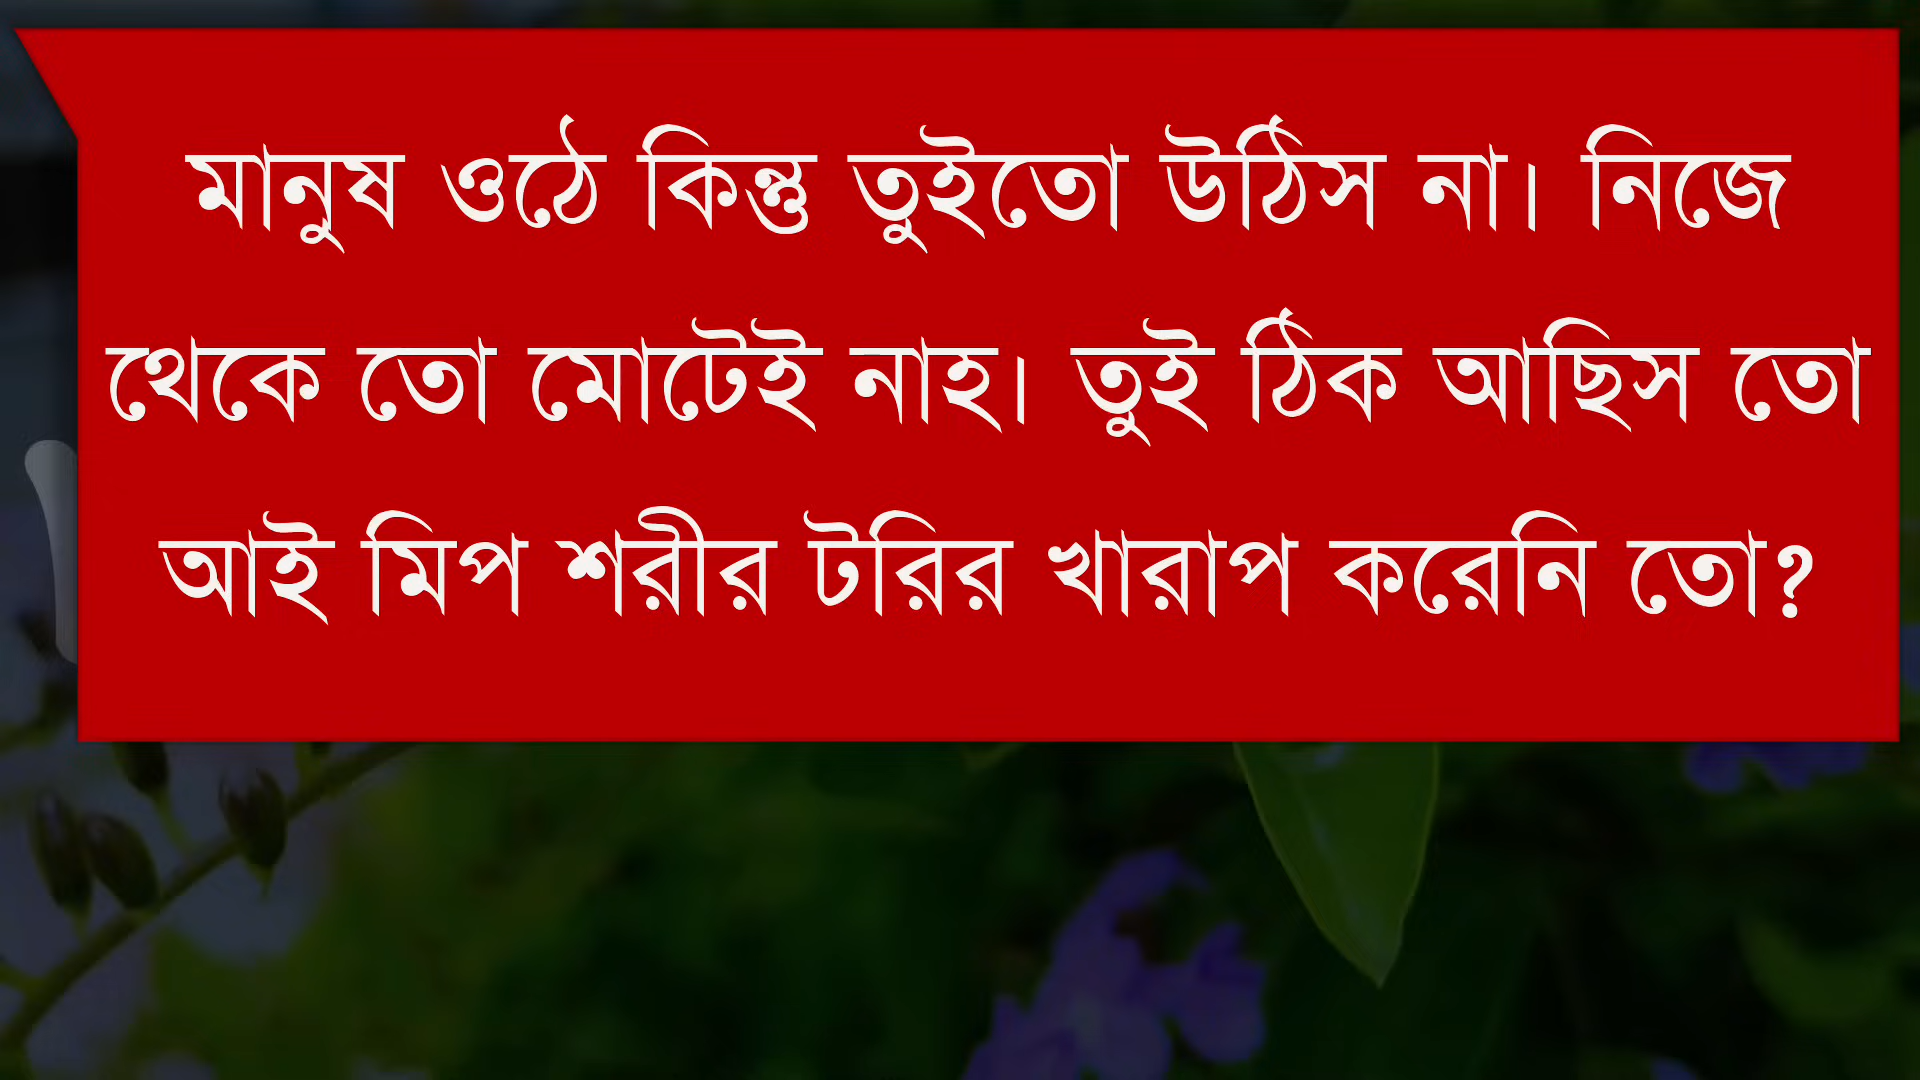 মানুষ ওঠে কিন্তু তুইতো উঠিস না। নিজে
থেকে তো মোটেই নাহ। তুই ঠিক আছিস তো
আই মিপ শরীর টরির খারাপ করেনি তো?